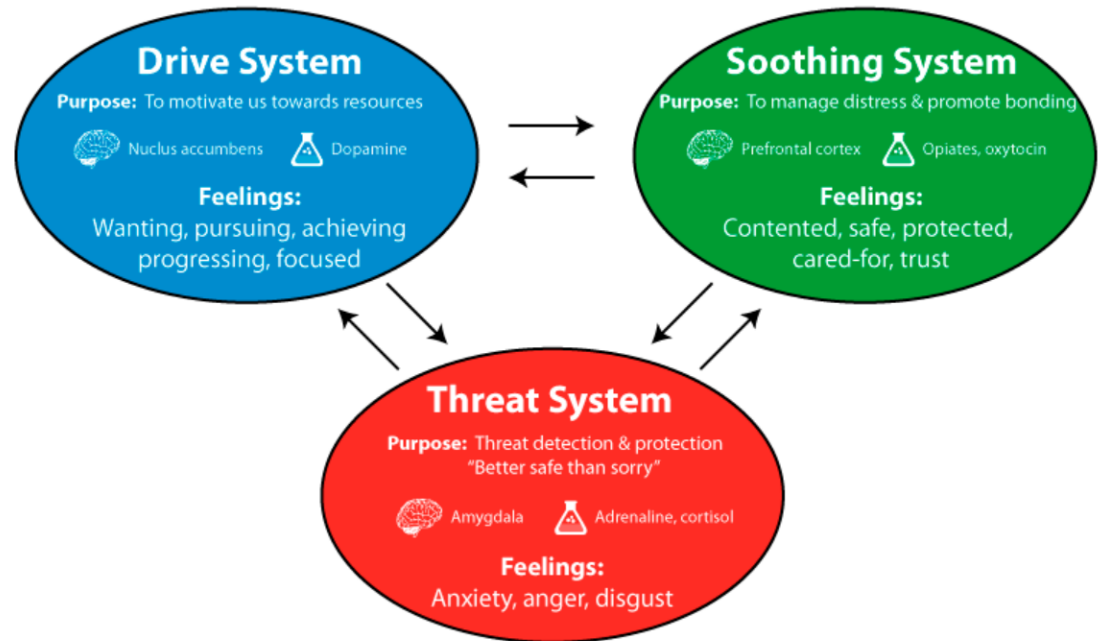 Drive System
Purpose: To motivate us towards resources
Nuclus accumbens
Dopamine
Feelings:
Wanting, pursuing, achieving
progressing, focused
Soothing System
Purpose: To manage distress & promote bonding
Prefrontal cortex
Opiates, oxytocin
Feelings:
Contented, safe, protected,
cared-for, trust
Threat System
Purpose: Threat detection & protection
“Better safe than sorry”
Amygdala
Adrenaline, cortisol
Feelings:
Anxiety, anger, disgust